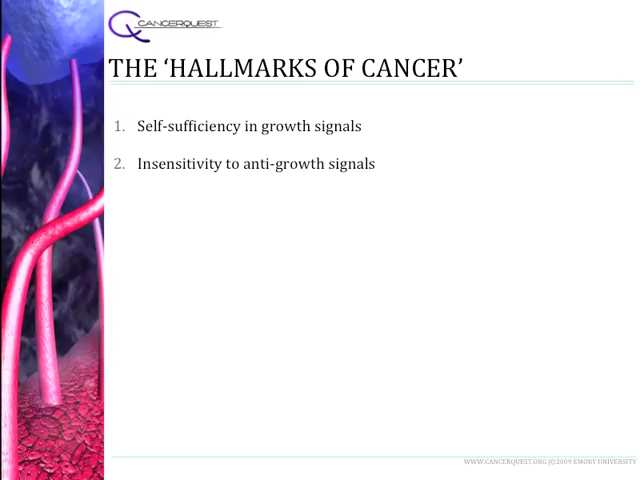 CANCERQUEST
THE ‘HALLMARKS OF CANCER’
1. Self-sufficiency in growth signals
2. Insensitivity to anti-growth signals
WWW.CANCERQUEST.ORG |©2009 EMORY UNIVERSITY